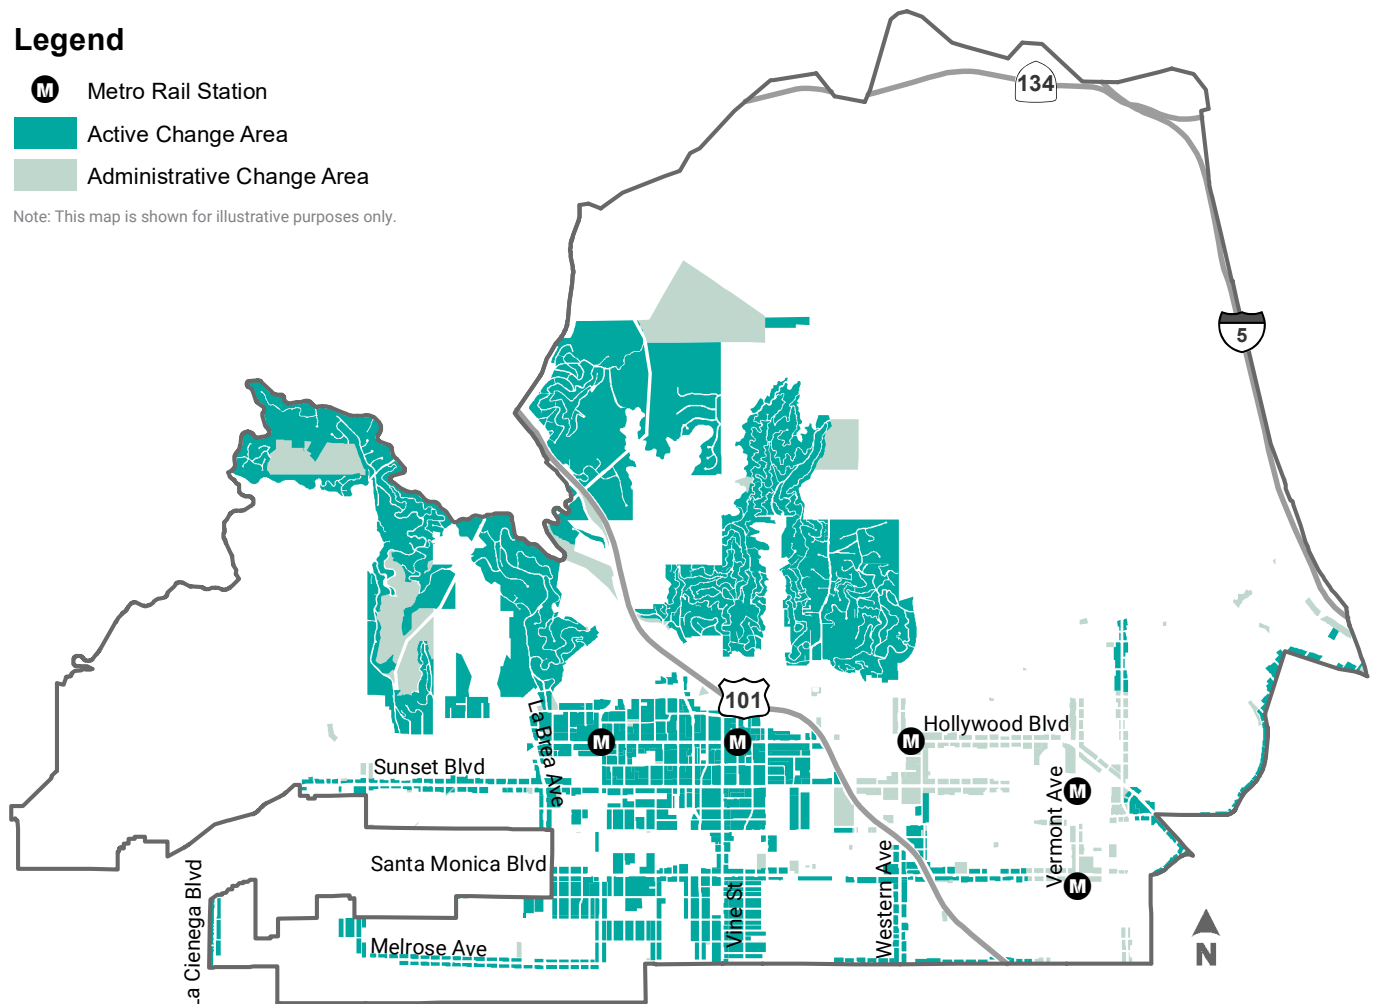 Legend
M Metro Rail Station
Active Change Area
Administrative Change Area
Note: This map is shown for illustrative purposes only.
134
5
101
La Brea Ave
Hollywood Blvd
M
M
M
Sunset Blvd
M
Vermont Ave
Santa Monica Blvd
M
La Cienega Blvd
Vine St
Western Ave
Melrose Ave
N